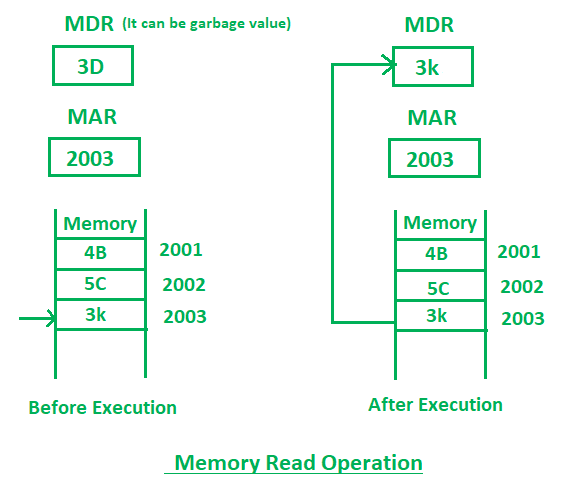 MDR (It can be garbage value)
3D
MAR
2003
Memory
4B 2001
5C 2002
3k 2003
Before Execution
MDR
3k
MAR
2003
Memory
4B 2001
5C 2002
3k 2003
After Execution
Memory Read Operation